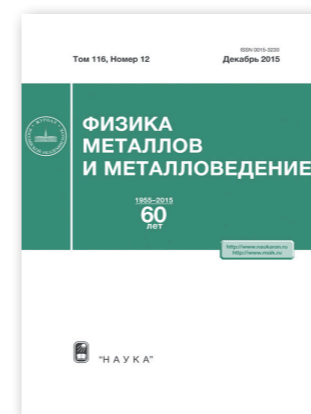 ISSN 0015-3230
Том 116, Номер 12
Декабрь 2015
ФИЗИКА
МЕТАЛЛОВ
И МЕТАЛЛОВЕДЕНИЕ
1955–2015
60
лет
http://www.naukaran.ru
http://www.maik.ru
"НАУКА"